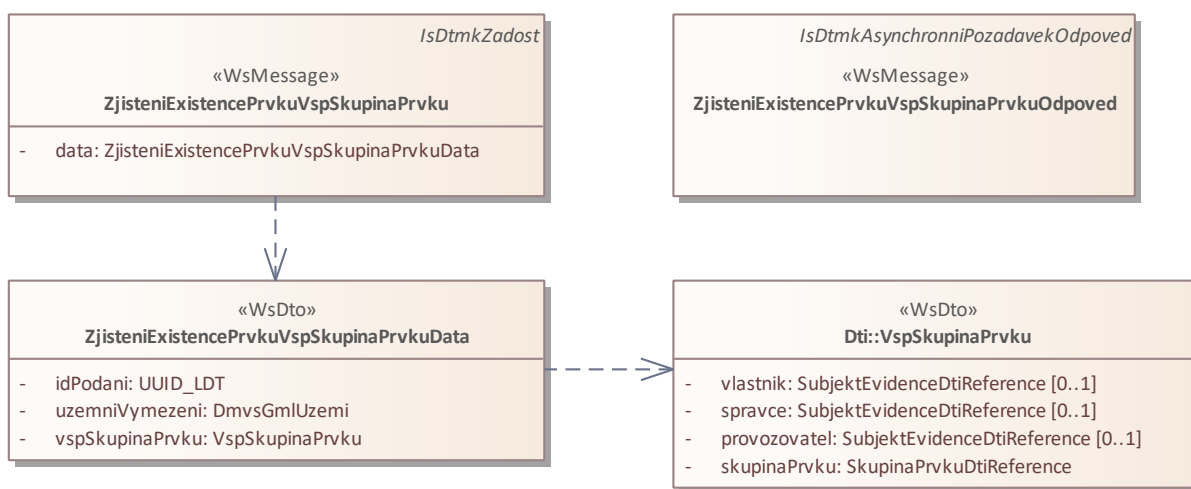 IsDtmkZadost
«WsMessage»
ZjisteniExistencePrvkuVspSkupinaPrvku
- data: ZjisteniExistencePrvkuVspSkupinaPrvkuData
IsDtmkAsynchronniPozadavekOdpoved
«WsMessage»
ZjisteniExistencePrvkuVspSkupinaPrvkuOdpoved
«WsDto»
ZjisteniExistencePrvkuVspSkupinaPrvkuData
- idPodani: UUID_LDT
- uzemniVymezeni: DmvsGmlUzemi
- vspSkupinaPrvku: VspSkupinaPrvku
«WsDto»
Dti::VspSkupinaPrvku
- vlastnik: SubjektEvidenceDtiReference [0..1]
- spravce: SubjektEvidenceDtiReference [0..1]
- provozovatel: SubjektEvidenceDtiReference [0..1]
- skupinaPrvku: SkupinaPrvkuDtiReference